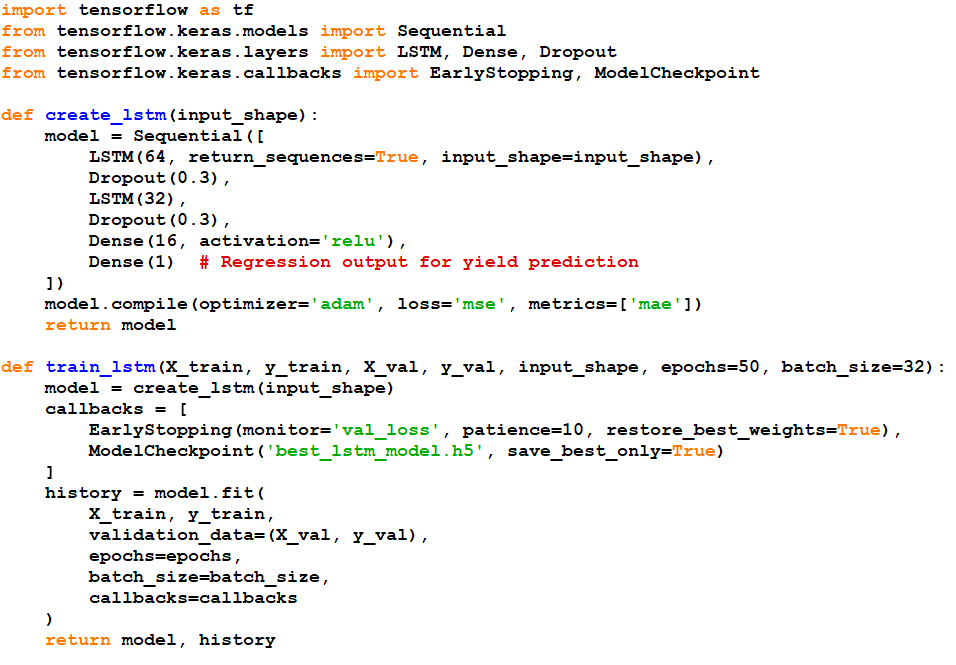 import tensorflow as tf
from tensorflow.keras.models import Sequential
from tensorflow.keras.layers import LSTM, Dense, Dropout
from tensorflow.keras.callbacks import EarlyStopping, ModelCheckpoint

def create_lstm(input_shape):
    model = Sequential([
        LSTM(64, return_sequences=True, input_shape=input_shape),
        Dropout(0.3),
        LSTM(32),
        Dropout(0.3),
        Dense(16, activation='relu'),
        Dense(1)  # Regression output for yield prediction
    ])
    model.compile(optimizer='adam', loss='mse', metrics=['mae'])
    return model

def train_lstm(X_train, y_train, X_val, y_val, input_shape, epochs=50, batch_size=32):
    model = create_lstm(input_shape)
    callbacks = [
        EarlyStopping(monitor='val_loss', patience=10, restore_best_weights=True),
        ModelCheckpoint('best_lstm_model.h5', save_best_only=True)
    ]
    history = model.fit(
        X_train, y_train,
        validation_data=(X_val, y_val),
        epochs=epochs,
        batch_size=batch_size,
        callbacks=callbacks
    )
    return model, history